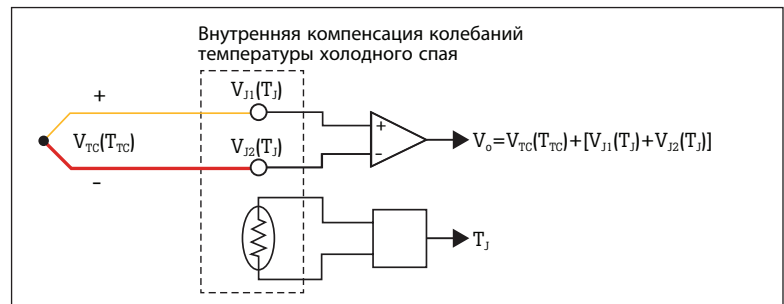 Внутренняя компенсация колебаний
температуры холодного спая
+
V_J1(T_J)
V_TC(T_TC)
V_J2(T_J)
–
+
–
V_o=V_TC(T_TC)+[V_J1(T_J)+V_J2(T_J)]
T_J